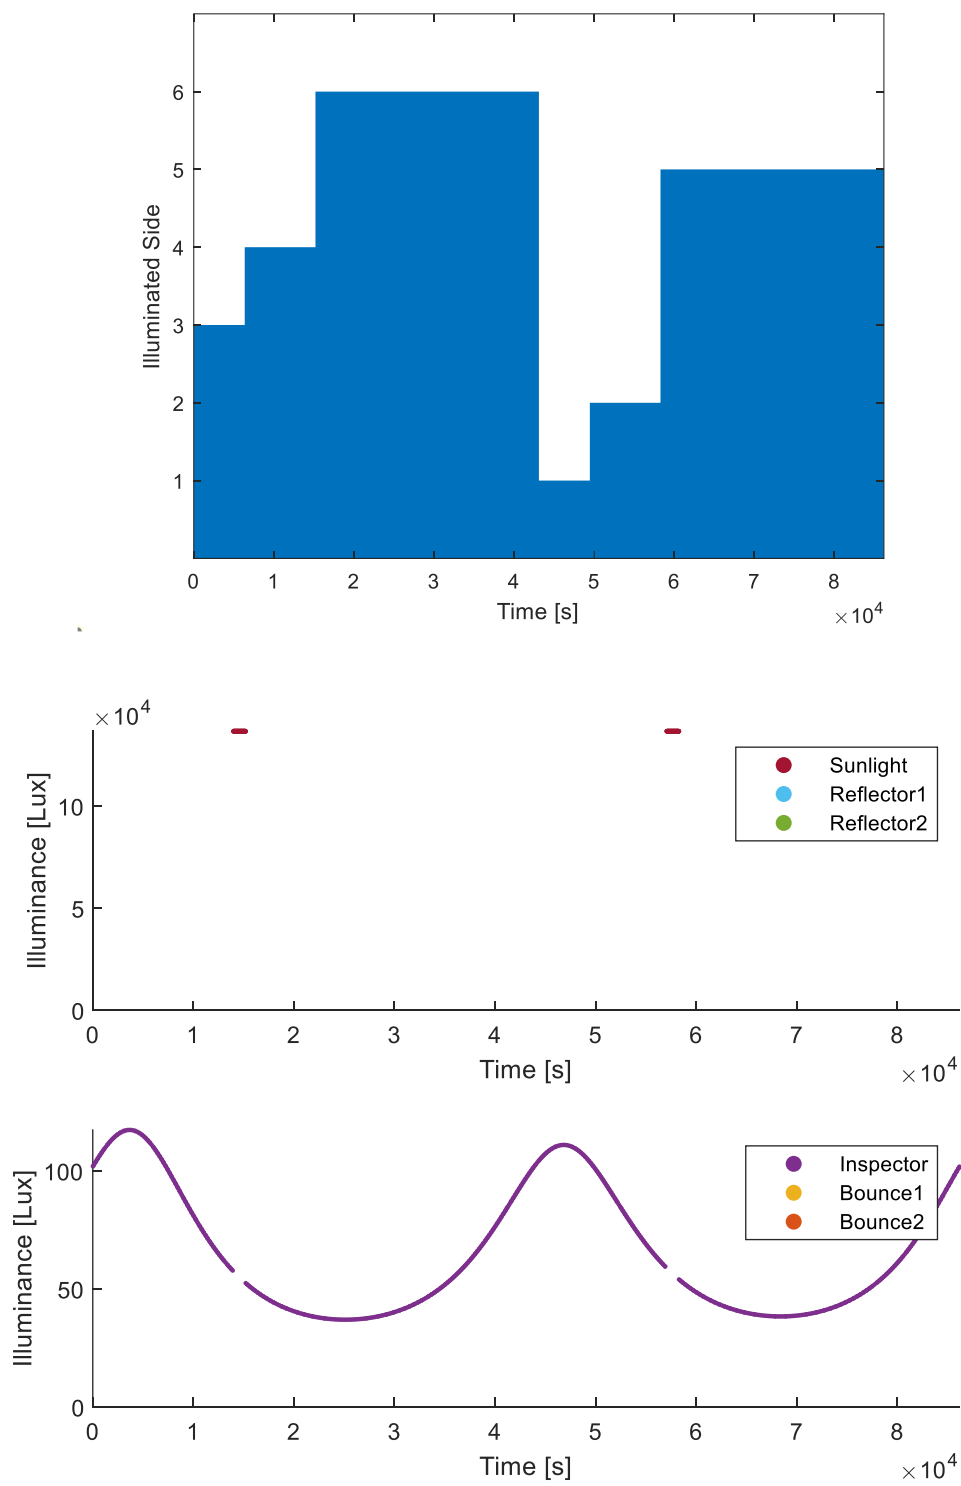 6
5
4
3
2
1
Illuminated Side
0 1 2 3 4 5 6 7 8
Time [s]
×10^4
×10^4
10
5
0
Illuminance [Lux]
Sunlight
Reflector1
Reflector2
0 1 2 3 4 5 6 7 8
Time [s]
×10^4
100
50
0
Illuminance [Lux]
Inspector
Bounce1
Bounce2
0 1 2 3 4 5 6 7 8
Time [s]
×10^4